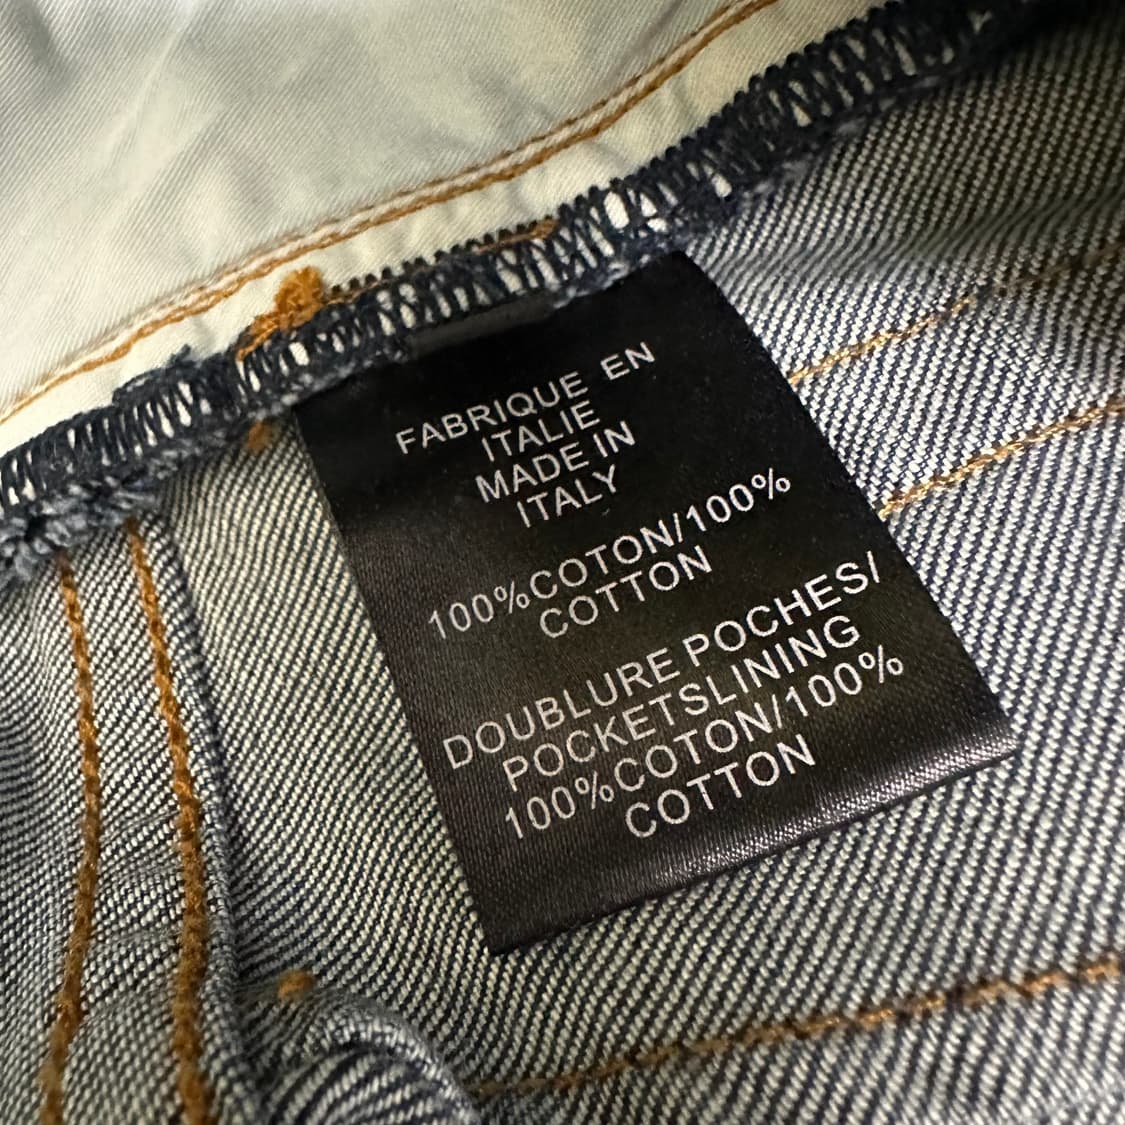 FABRIQUE EN
ITALIE
MADE IN
ITALY
100%COTON/100%
COTTON
DOUBLURE POCHES/
POCKETSLINING
100%COTON/100%
COTTON